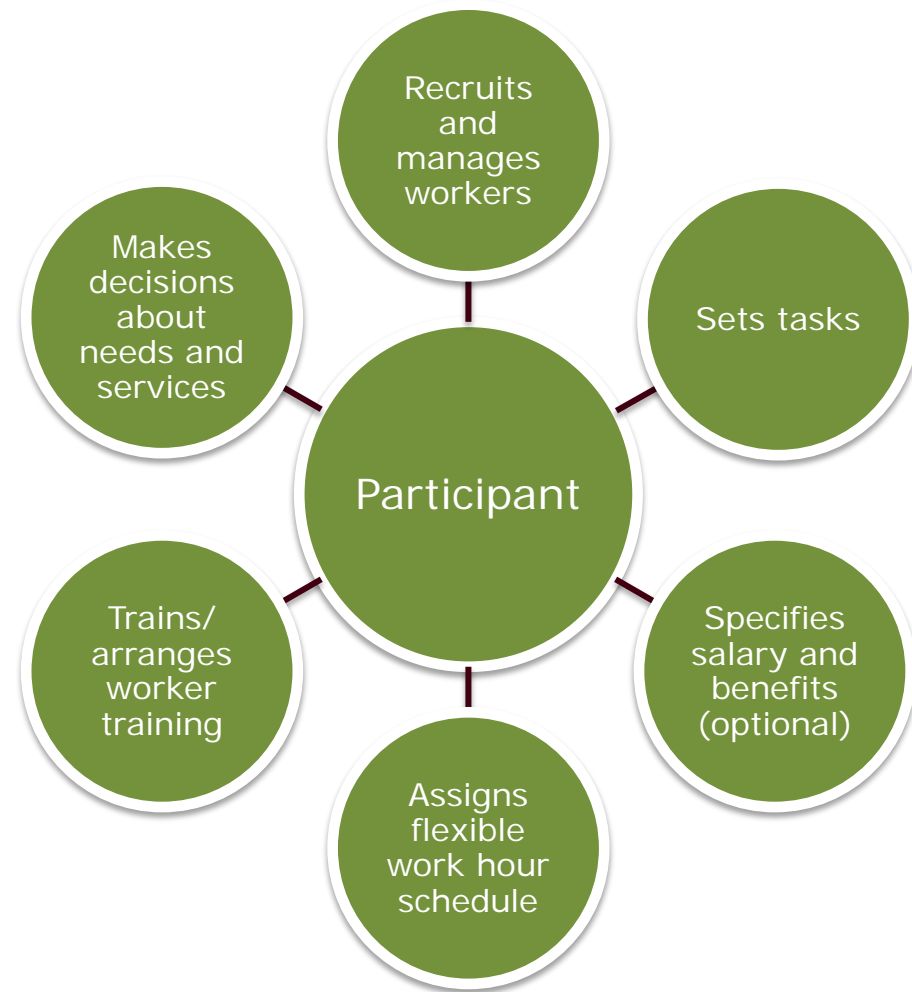 Recruits
and
manages
workers
Sets tasks
Specifies
salary and
benefits
(optional)
Assigns
flexible
work hour
schedule
Trains/
arranges
worker
training
Makes
decisions
about
needs and
services
Participant